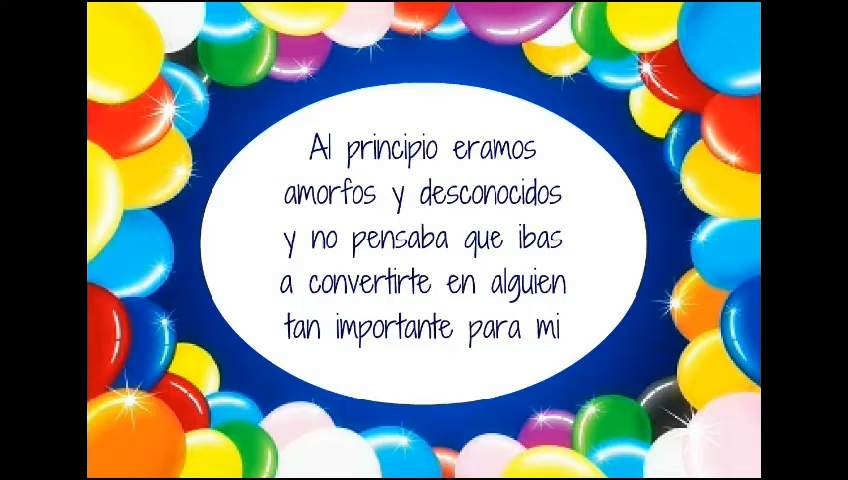 Al principio eramos
amorfos y desconocidos
y no pensaba que ibas
a convertirte en alguien
tan importante para mi